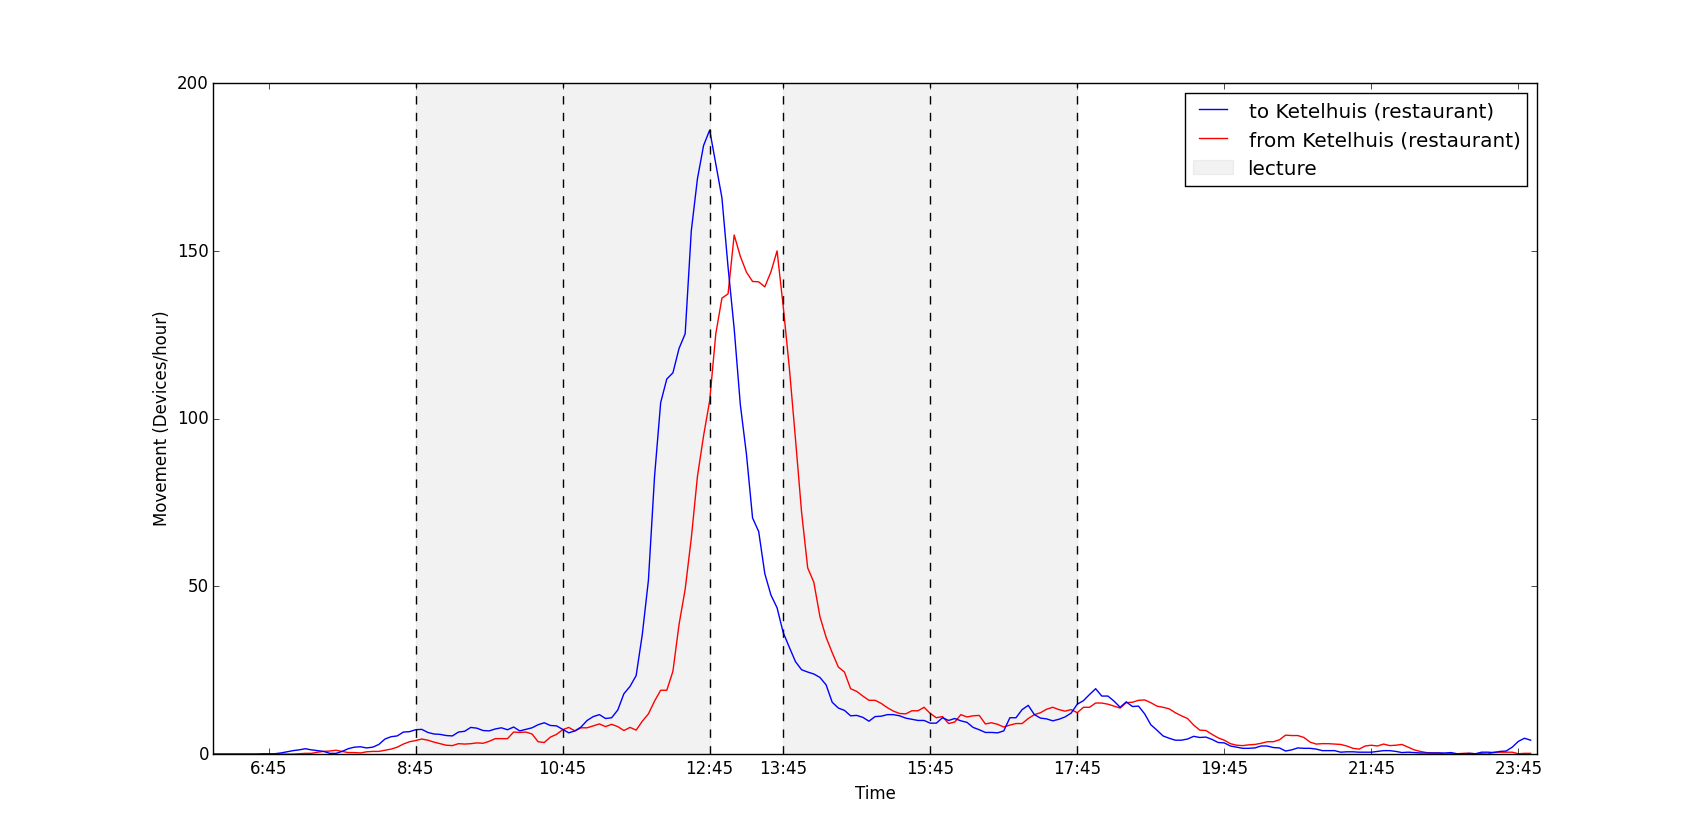 200
150
100
50
0
Movement (Devices/hour)
to Ketelhuis (restaurant)
from Ketelhuis (restaurant)
lecture
6:45 8:45 10:45 12:45 13:45 15:45 17:45 19:45 21:45 23:45
Time